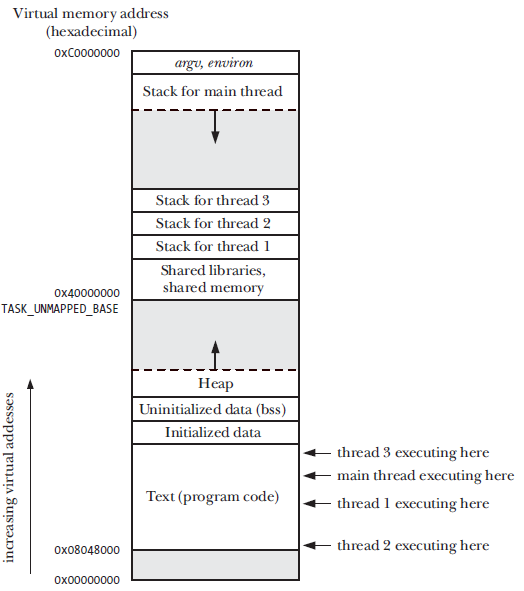 Virtual memory address
(hexadecimal)
0xC0000000
argv, environ
Stack for main thread
Stack for thread 3
Stack for thread 2
Stack for thread 1
Shared libraries,
shared memory
0x40000000
TASK_UNMAPPED_BASE
Heap
Uninitialized data (bss)
Initialized data
thread 3 executing here
main thread executing here
Text (program code)
thread 1 executing here
thread 2 executing here
0x08048000
0x00000000
increasing virtual addesses